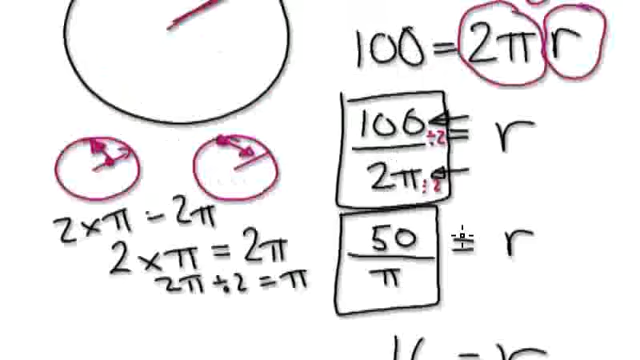 100 = 2π r
100 ÷2 = r
2π ÷2
2 × π - 2π
2 × π = 2π
2π ÷ 2 = π
50 = r
π
= r